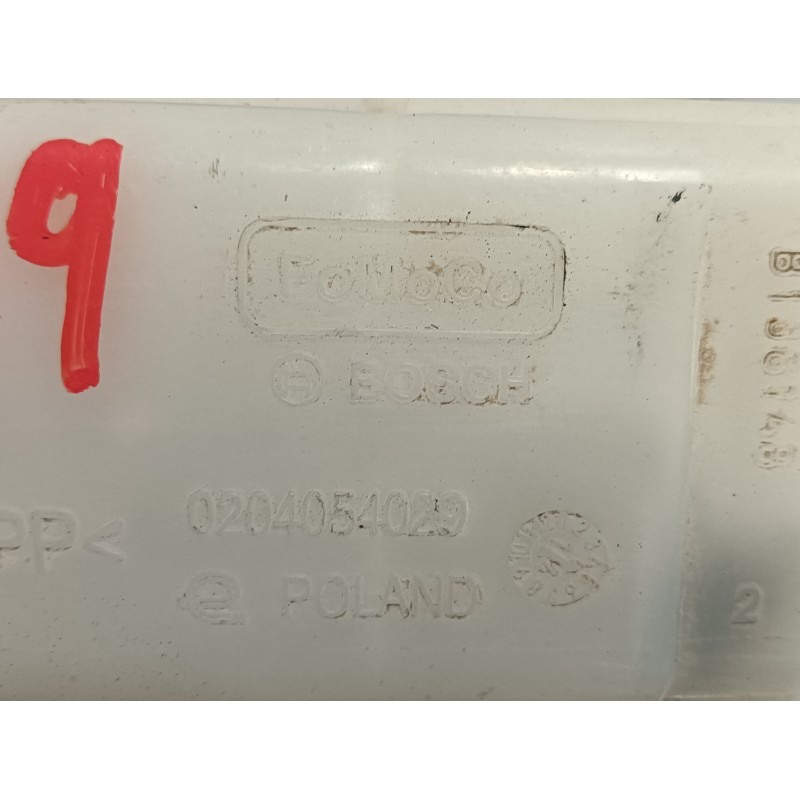 9
FoMoCo
BOSCH
PP<
0204054029
POLAND
2